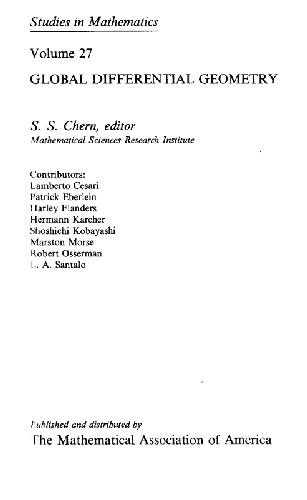 Studies in Mathematics
Volume 27
GLOBAL DIFFERENTIAL GEOMETRY
S. S. Chern, editor
Mathematical Sciences Research Institute
Contributors:
Lamberto Cesari
Patrick Eberlein
Harley Flanders
Hermann Karcher
Shoshichi Kobayashi
Marston Morse
Robert Osserman
L. A. Santalo
Published and distributed by
The Mathematical Association of America